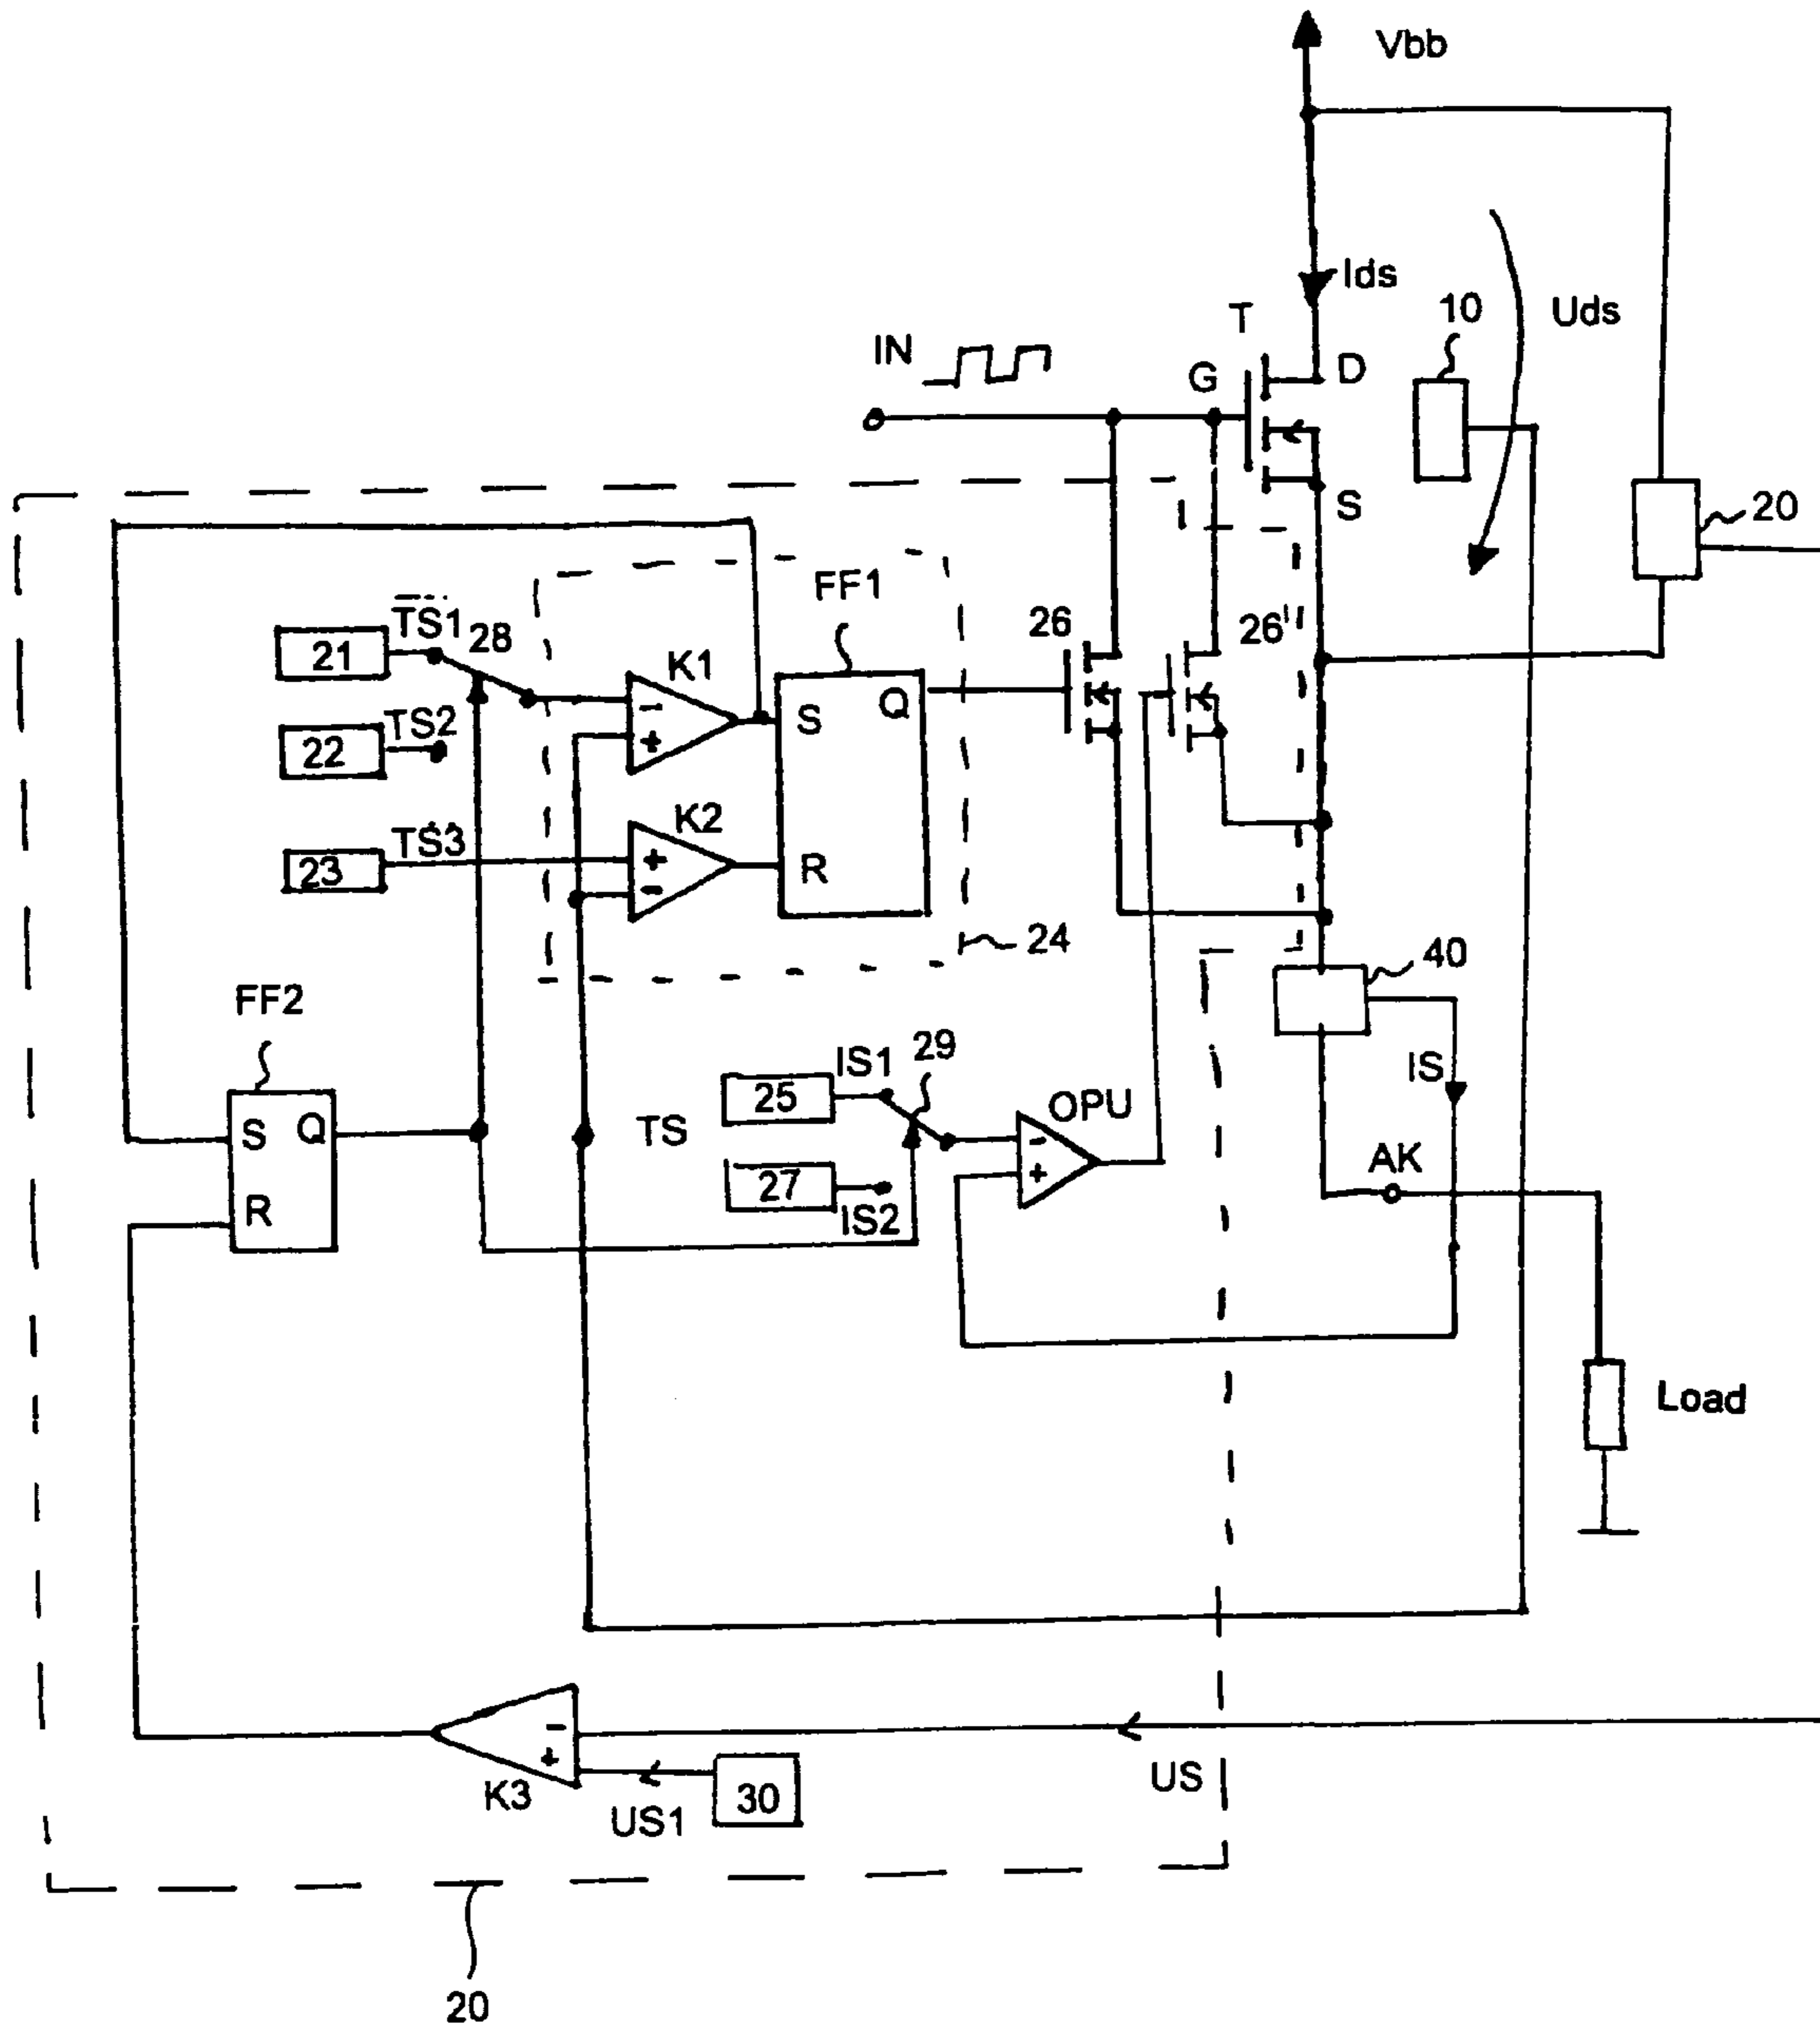 Vbb
Ids
T
10
Uds
IN
G
D
S
20
FF1
TS1
28
26
26'
21
K1
S
Q
TS2
22
K2
TS3
23
R
24
40
FF2
IS1
29
IS
S
Q
25
OPU
TS
AK
27
R
IS2
Load
-
+
+
-
-
+
-
+
K3
US
30
US1
20